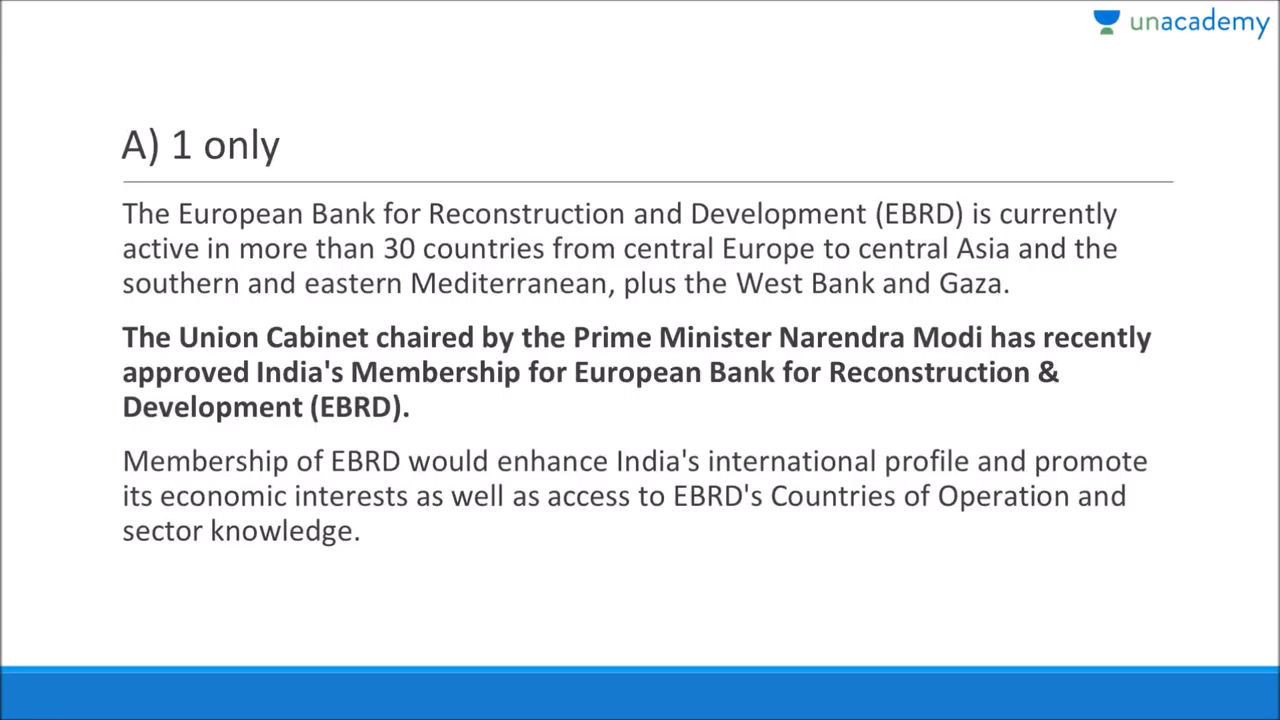 unacademy
A) 1 only
The European Bank for Reconstruction and Development (EBRD) is currently
active in more than 30 countries from central Europe to central Asia and the
southern and eastern Mediterranean, plus the West Bank and Gaza.
The Union Cabinet chaired by the Prime Minister Narendra Modi has recently
approved India's Membership for European Bank for Reconstruction &
Development (EBRD).
Membership of EBRD would enhance India's international profile and promote
its economic interests as well as access to EBRD's Countries of Operation and
sector knowledge.